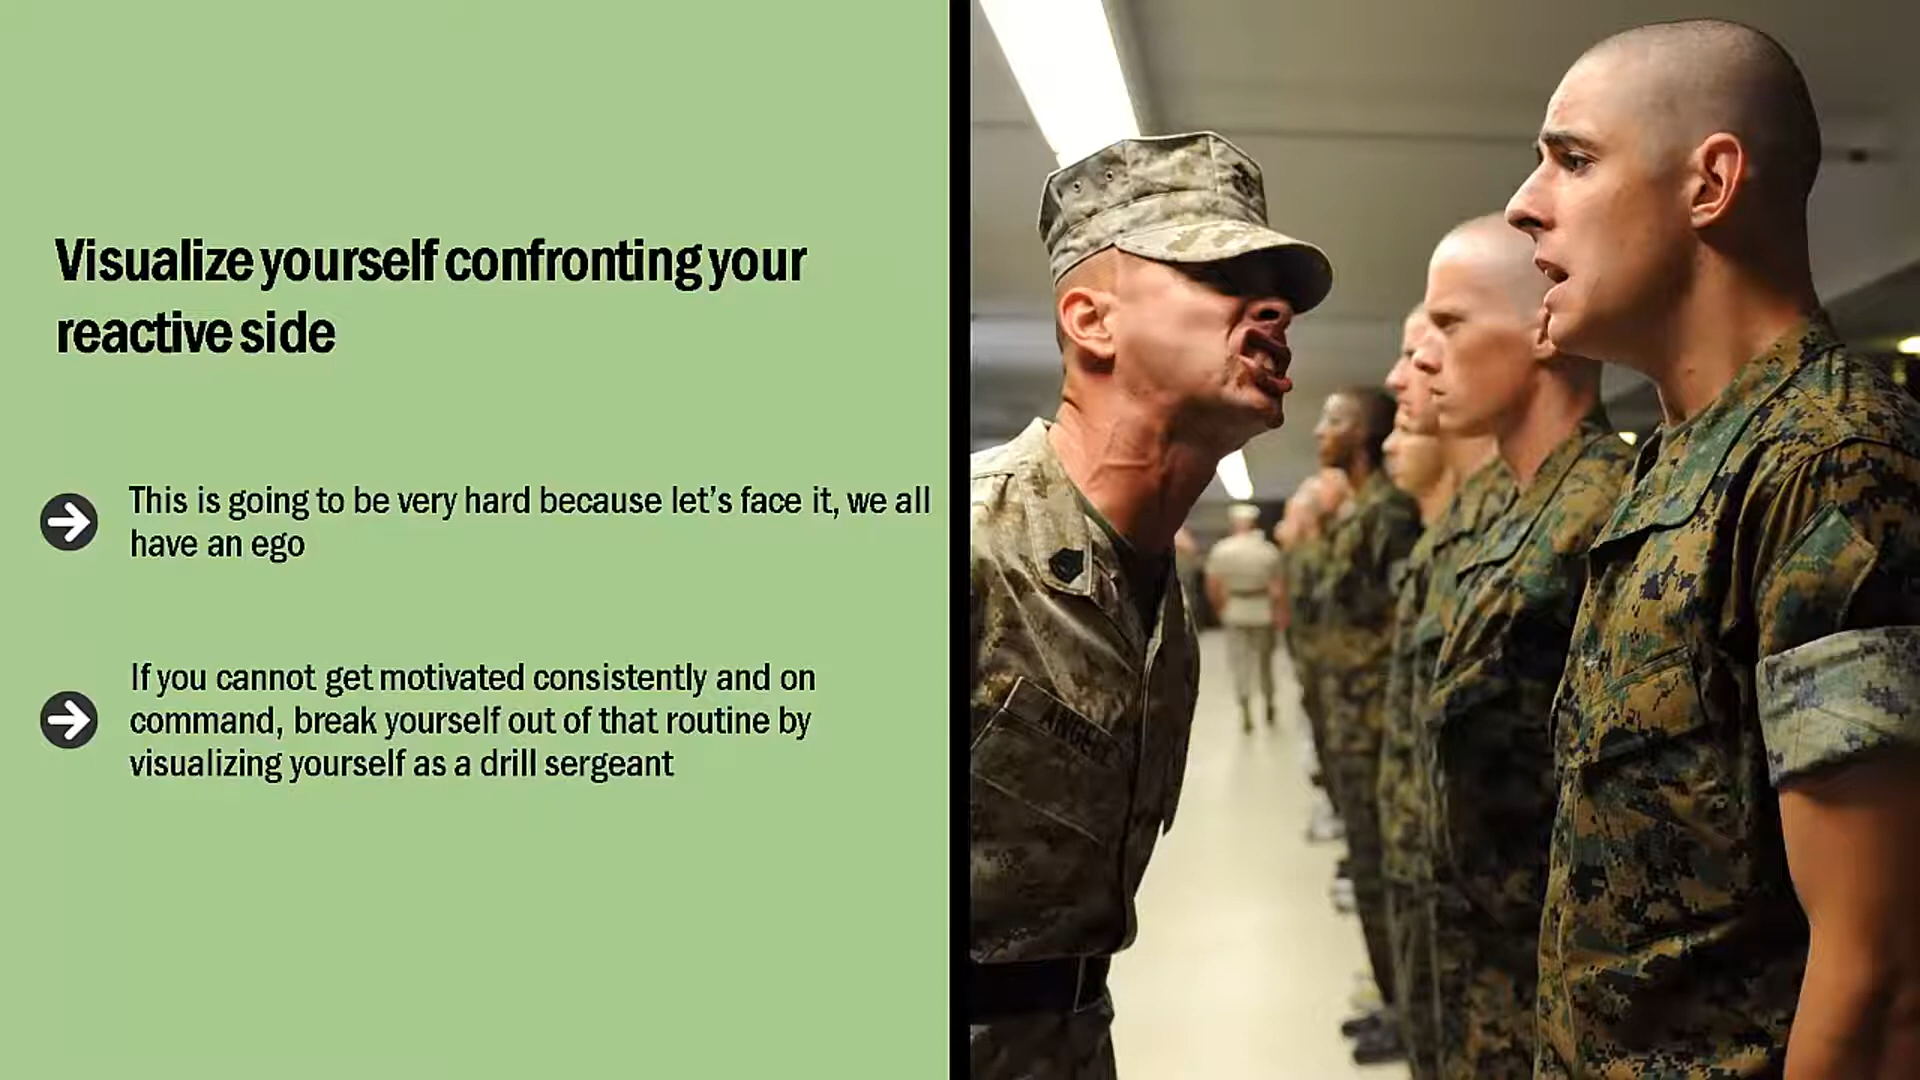 Visualize yourself confronting your
reactive side
This is going to be very hard because let's face it, we all
have an ego
If you cannot get motivated consistently and on
command, break yourself out of that routine by
visualizing yourself as a drill sergeant